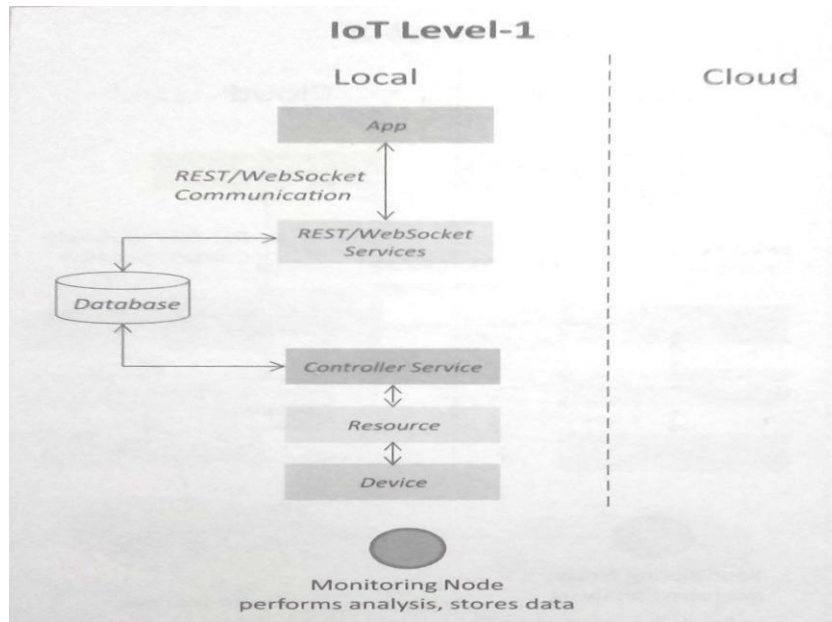 IoT Level-1
Local
Cloud
App
REST/WebSocket
Communication
REST/WebSocket
Services
Database
Controller Service
Resource
Device
Monitoring Node
performs analysis, stores data